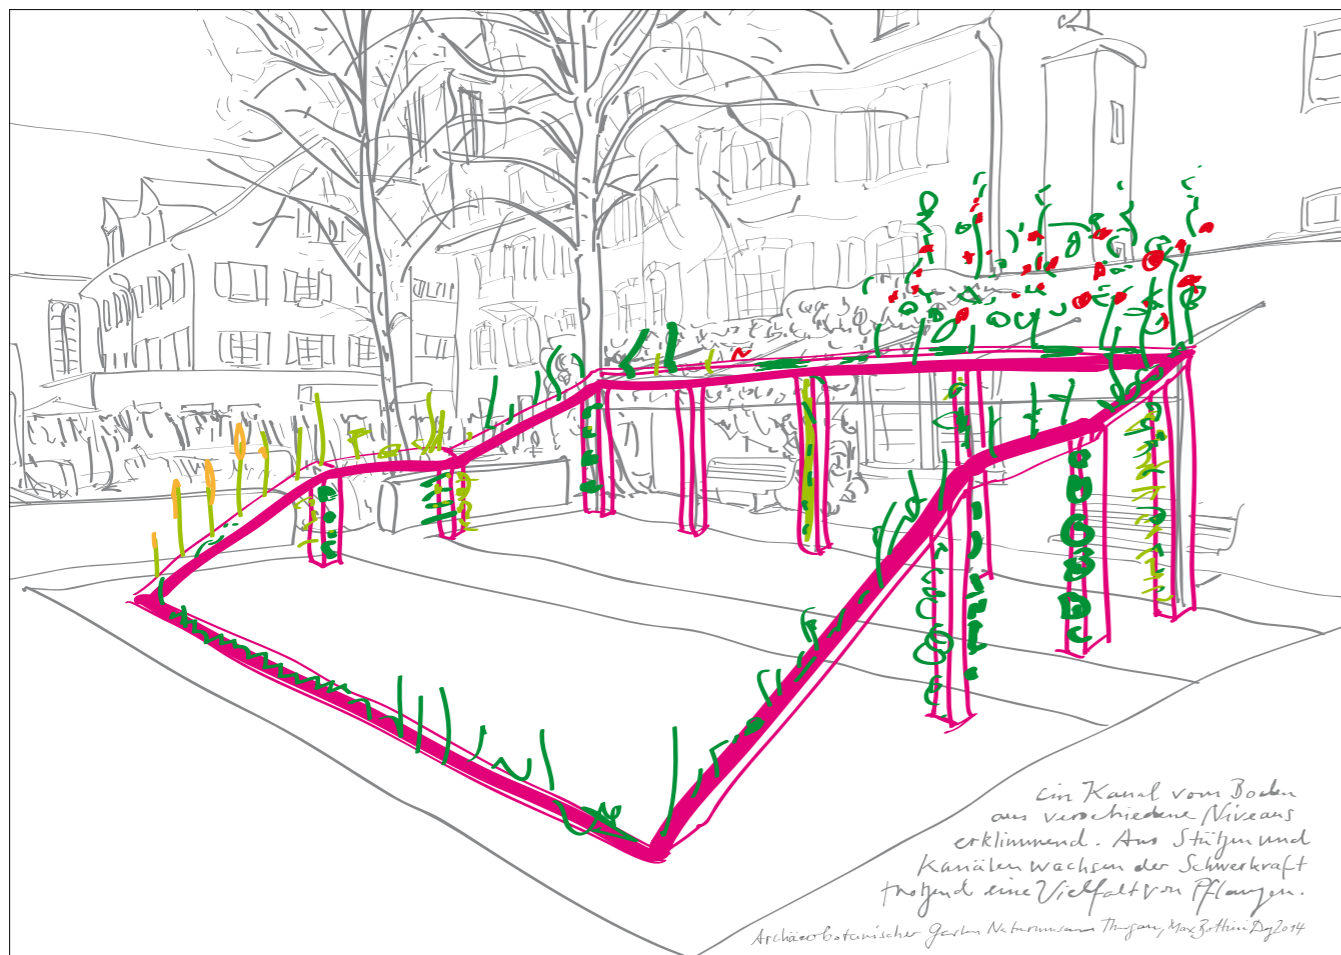 Ein Kanal vom Boden
aus verschiedene Niveaus
erklimmend. Aus Stützen und
Kanälen wachsen der Schwerkraft
trotzend eine Vielfalt von Pflanzen.
Archäobotanischer Garten Naturmuseum Thurgau, Max Bottini Dez 2014